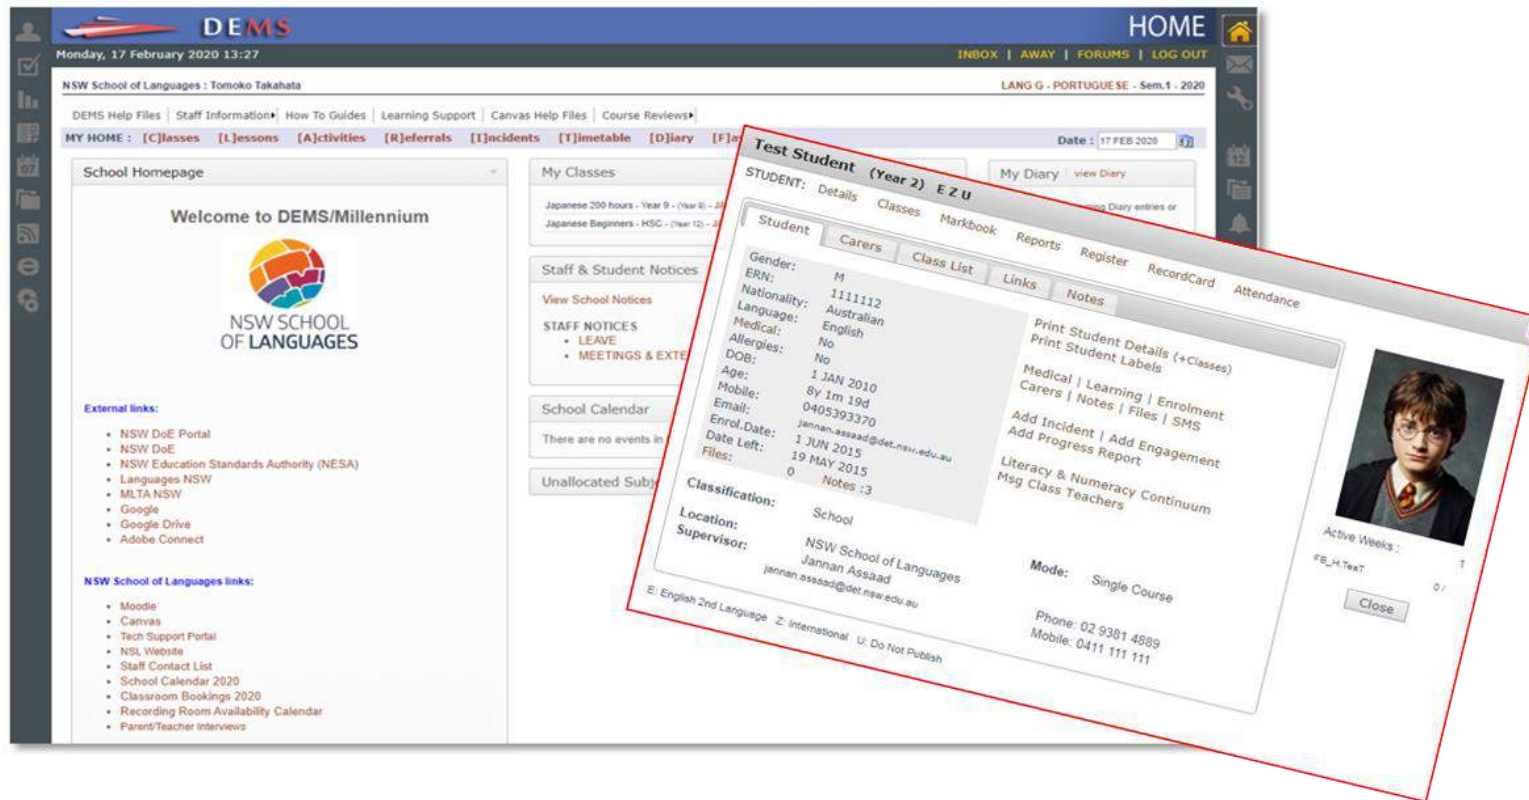 DEMS
HOME
Monday, 17 February 2020 13:27
INBOX | AWAY | FORUMS | LOG OUT
NSW School of Languages : Tomoko Takahata
LANG G - PORTUGUESE - Sem.1 - 2020
DEMS Help Files | Staff Information | How To Guides | Learning Support | Canvas Help Files | Course Reviews
MY HOME : [C]lasses [L]essons [A]ctivities [R]eferrals [I]ncidents [T]imetable [D]iary
Date : 17 FEB 2020
School Homepage
Welcome to DEMS/Millennium
NSW SCHOOL
OF LANGUAGES
External links:
• NSW DoE Portal
• NSW DoE
• NSW Education Standards Authority (NESA)
• Languages NSW
• MLTA NSW
• Google
• Google Drive
• Adobe Connect
NSW School of Languages links:
• Moodle
• Canvas
• Tech Support Portal
• NSL Website
• Staff Contact List
• School Calendar 2020
• Classroom Bookings 2020
• Recording Room Availability Calendar
• Parent/Teacher Interviews
My Classes
Japanese 200 hours - Year 9 - (Year 9) -
Japanese Beginners - HSC - (Year 12) -
Staff & Student Notices
View School Notices
STAFF NOTICES
• LEAVE
• MEETINGS &
School Calendar
There are no events in
Unallocated
My Diary view Diary
Diary entries or
07
12
Test Student (Year 2) E Z U
STUDENT: Details Classes Markbook Reports Register RecordCard Attendance
Student Carers Class List Links Notes
Gender: M
ERN: 1111112
Nationality: Australian
Language: English
Medical: No
Allergies: No
DOB: 1 JAN 2010
Age: 8y 1m 19d
Mobile: 0405393370
Email: jannan.assaad@det.nsw.edu.au
Enrol.Date: 1 JUN 2015
Date Left: 19 MAY 2015
Files: 0 Notes :3
Print Student Details (+Classes)
Print Student Labels
Medical | Learning | Enrolment
Carers | Notes | Files | SMS
Add Incident | Add Engagement
Add Progress Report
Literacy & Numeracy Continuum
Msg Class Teachers
Classification: School
Location: NSW School of Languages
Supervisor: Jannan Assaad
jannan.assaad@det.nsw.edu.au
Mode: Single Course
Phone: 02 9381 4889
Mobile: 0411 111 111
E: English 2nd Language Z: International U: Do Not Publish
Active Weeks : 1
FB_H.TeaT 0 /
Close